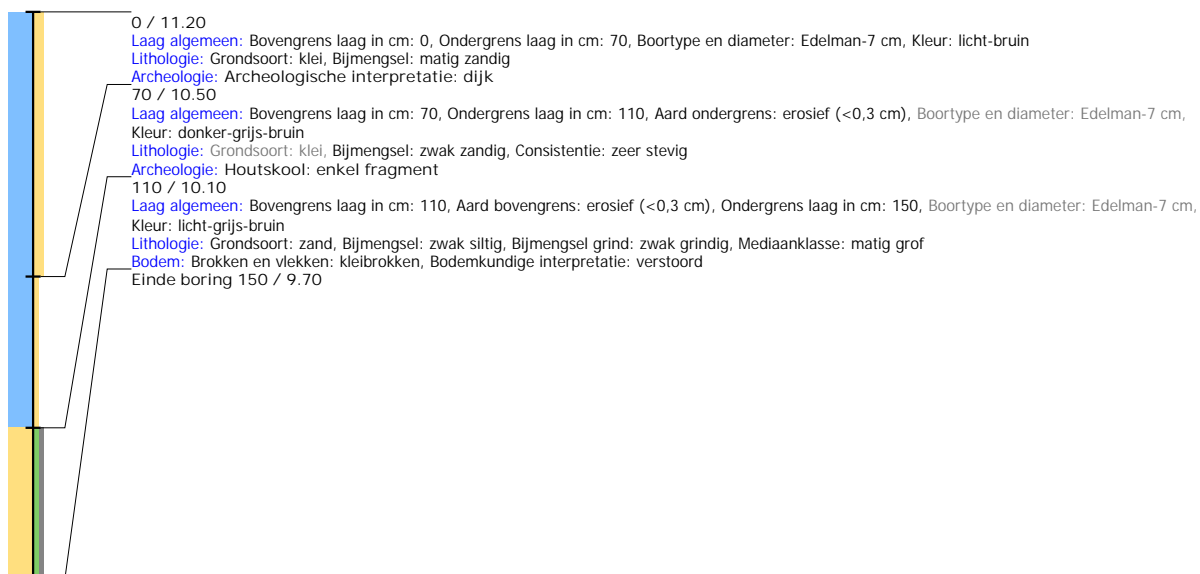 0 / 11.20
Laag algemeen: Bovengrens laag in cm: 0, Ondergrens laag in cm: 70, Boortype en diameter: Edelman-7 cm, Kleur: licht-bruin
Lithologie: Grondsoort: klei, Bijmengsel: matig zandig
Archeologie: Archeologische interpretatie: dijk
70 / 10.50
Laag algemeen: Bovengrens laag in cm: 70, Ondergrens laag in cm: 110, Aard ondergrens: erosief (<0,3 cm), Boortype en diameter: Edelman-7 cm,
Kleur: donker-grijs-bruin
Lithologie: Grondsoort: klei, Bijmengsel: zwak zandig, Consistentie: zeer stevig
Archeologie: Houtskool: enkel fragment
110 / 10.10
Laag algemeen: Bovengrens laag in cm: 110, Aard bovengrens: erosief (<0,3 cm), Ondergrens laag in cm: 150, Boortype en diameter: Edelman-7 cm,
Kleur: licht-grijs-bruin
Lithologie: Grondsoort: zand, Bijmengsel: zwak siltig, Bijmengsel grind: zwak grindig, Mediaanklasse: matig grof
Bodem: Brokken en vlekken: kleibrokken, Bodemkundige interpretatie: verstoord
Einde boring 150 / 9.70